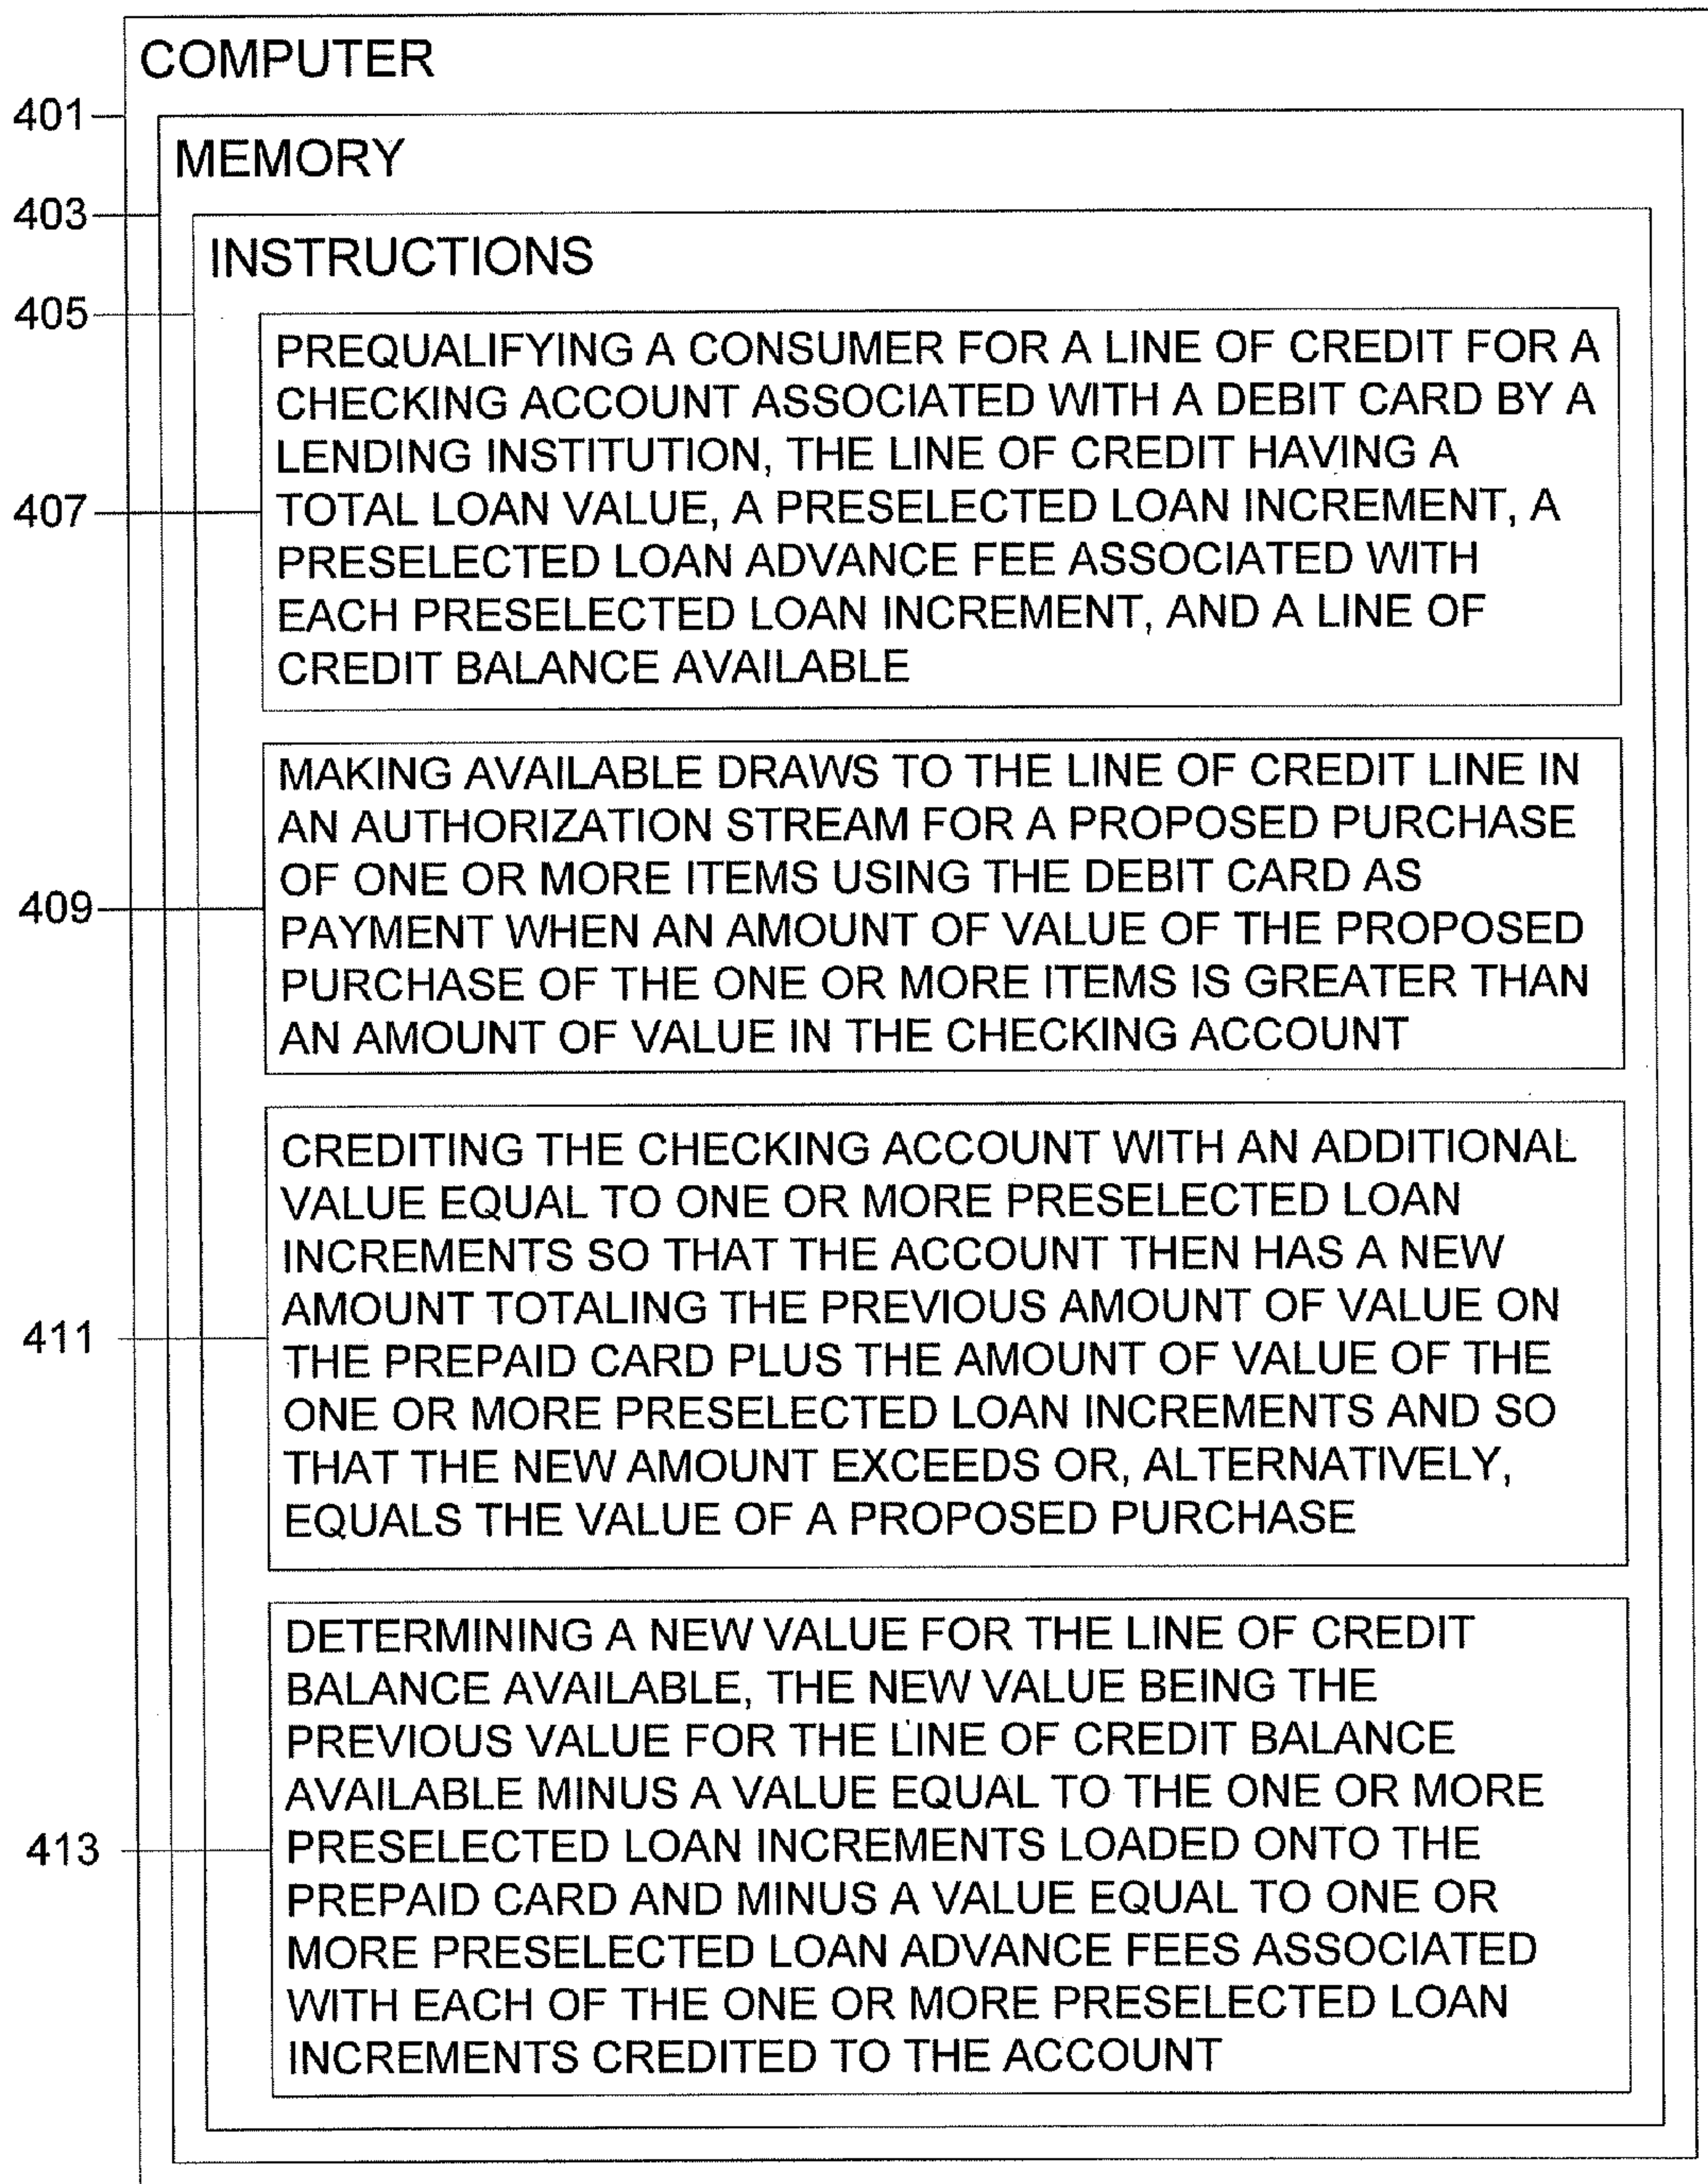 COMPUTER
401
MEMORY
403
INSTRUCTIONS
405
PREQUALIFYING A CONSUMER FOR A LINE OF CREDIT FOR A
CHECKING ACCOUNT ASSOCIATED WITH A DEBIT CARD BY A
LENDING INSTITUTION, THE LINE OF CREDIT HAVING A
407
TOTAL LOAN VALUE, A PRESELECTED LOAN INCREMENT, A
PRESELECTED LOAN ADVANCE FEE ASSOCIATED WITH
EACH PRESELECTED LOAN INCREMENT, AND A LINE OF
CREDIT BALANCE AVAILABLE
MAKING AVAILABLE DRAWS TO THE LINE OF CREDIT LINE IN
AN AUTHORIZATION STREAM FOR A PROPOSED PURCHASE
OF ONE OR MORE ITEMS USING THE DEBIT CARD AS
409
PAYMENT WHEN AN AMOUNT OF VALUE OF THE PROPOSED
PURCHASE OF THE ONE OR MORE ITEMS IS GREATER THAN
AN AMOUNT OF VALUE IN THE CHECKING ACCOUNT
CREDITING THE CHECKING ACCOUNT WITH AN ADDITIONAL
VALUE EQUAL TO ONE OR MORE PRESELECTED LOAN
INCREMENTS SO THAT THE ACCOUNT THEN HAS A NEW
AMOUNT TOTALING THE PREVIOUS AMOUNT OF VALUE ON
411
THE PREPAID CARD PLUS THE AMOUNT OF VALUE OF THE
ONE OR MORE PRESELECTED LOAN INCREMENTS AND SO
THAT THE NEW AMOUNT EXCEEDS OR, ALTERNATIVELY,
EQUALS THE VALUE OF A PROPOSED PURCHASE
DETERMINING A NEW VALUE FOR THE LINE OF CREDIT
BALANCE AVAILABLE, THE NEW VALUE BEING THE
PREVIOUS VALUE FOR THE LINE OF CREDIT BALANCE
AVAILABLE MINUS A VALUE EQUAL TO THE ONE OR MORE
413
PRESELECTED LOAN INCREMENTS LOADED ONTO THE
PREPAID CARD AND MINUS A VALUE EQUAL TO ONE OR
MORE PRESELECTED LOAN ADVANCE FEES ASSOCIATED
WITH EACH OF THE ONE OR MORE PRESELECTED LOAN
INCREMENTS CREDITED TO THE ACCOUNT